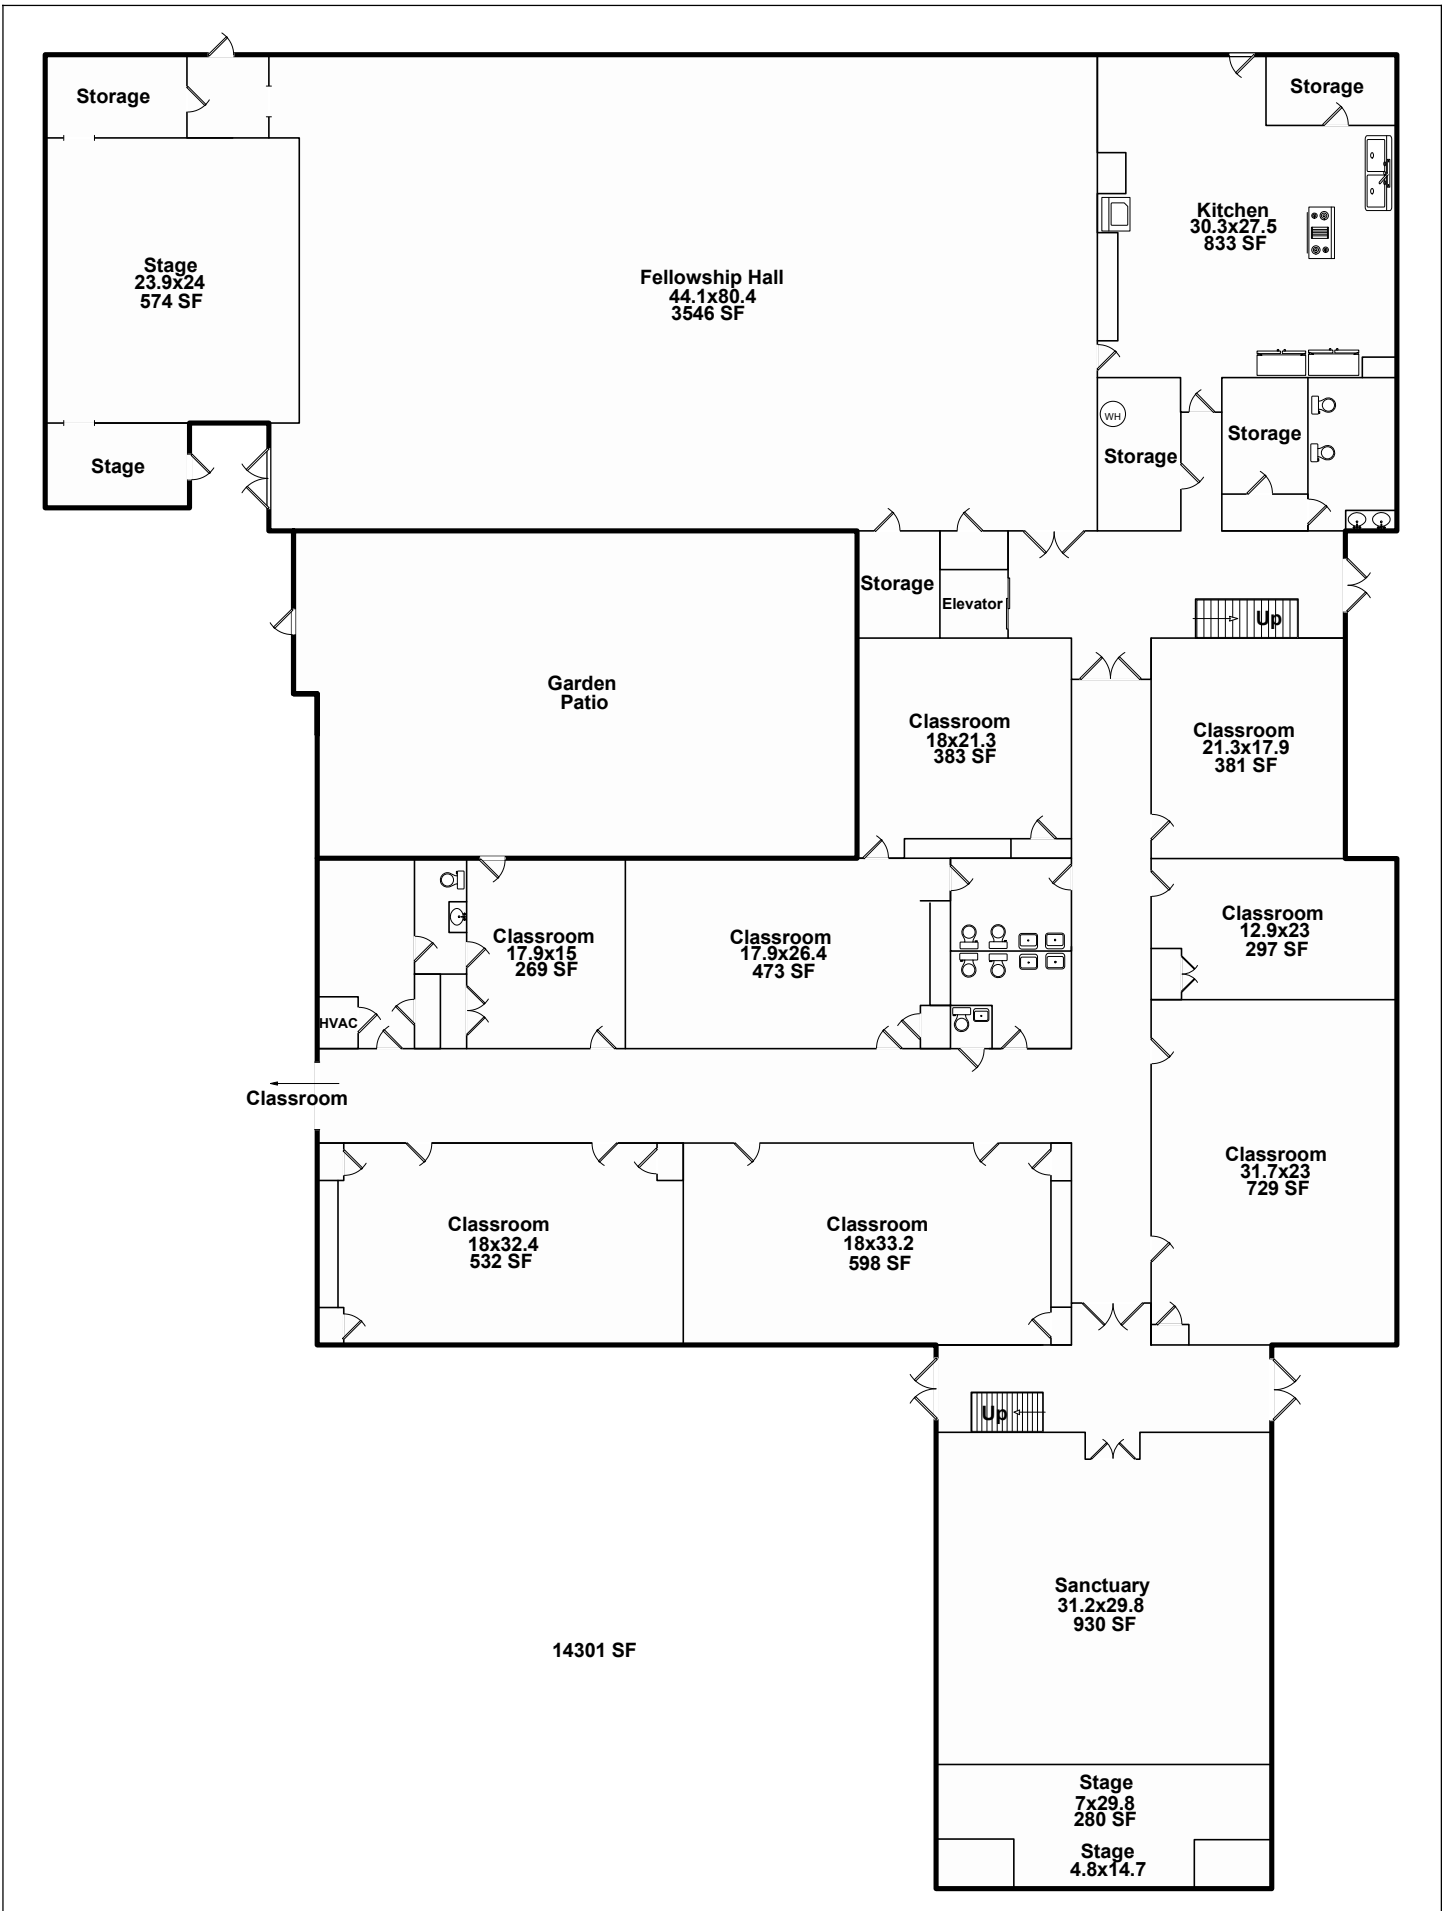 Storage
Storage
Kitchen
30.3x27.5
833 SF
Stage
23.9x24
574 SF
Fellowship Hall
44.1x80.4
3546 SF
WH
Storage
Storage
Stage
Storage
Elevator
Up
Garden
Patio
Classroom
18x21.3
383 SF
Classroom
21.3x17.9
381 SF
Classroom
17.9x15
269 SF
Classroom
17.9x26.4
473 SF
Classroom
12.9x23
297 SF
HVAC
Classroom
Classroom
31.7x23
729 SF
Classroom
18x32.4
532 SF
Classroom
18x33.2
598 SF
Up
Sanctuary
31.2x29.8
930 SF
14301 SF
Stage
7x29.8
280 SF
Stage
4.8x14.7